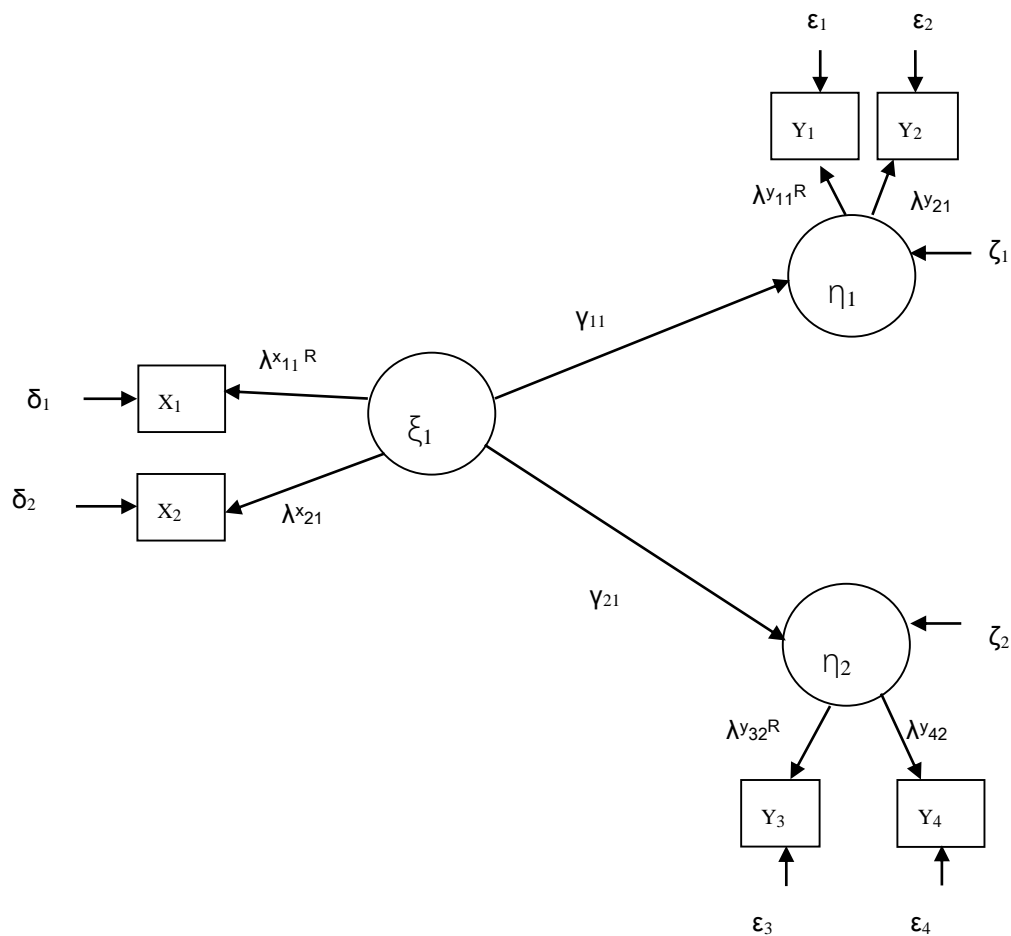 ε₁ ε₂
Y₁ Y₂
λʸ₁₁ᴿ λʸ₂₁
ζ₁
η₁
γ₁₁
λˣ₁₁ᴿ
δ₁ X₁
ξ₁
δ₂ X₂
λˣ₂₁
γ₂₁
ζ₂
η₂
λʸ₃₂ᴿ λʸ₄₂
Y₃ Y₄
ε₃ ε₄